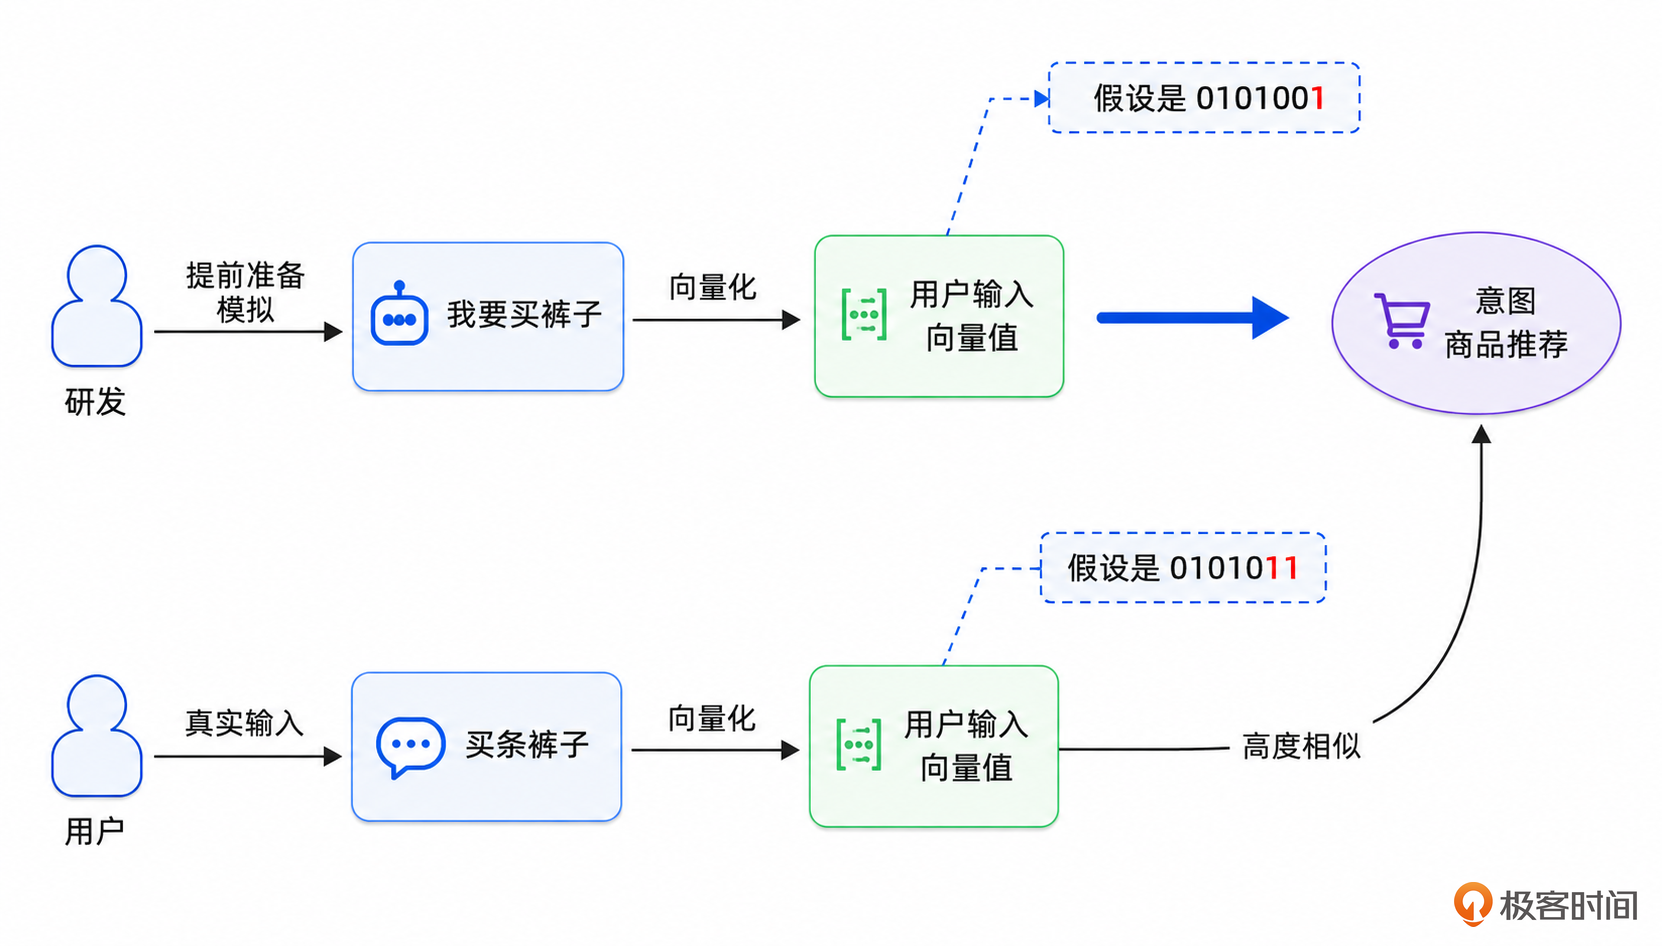 假设是 0101001
提前准备
模拟
我要买裤子
向量化
用户输入
向量值
意图
商品推荐
研发
假设是 0101011
真实输入
买条裤子
向量化
用户输入
向量值
高度相似
用户
极客时间